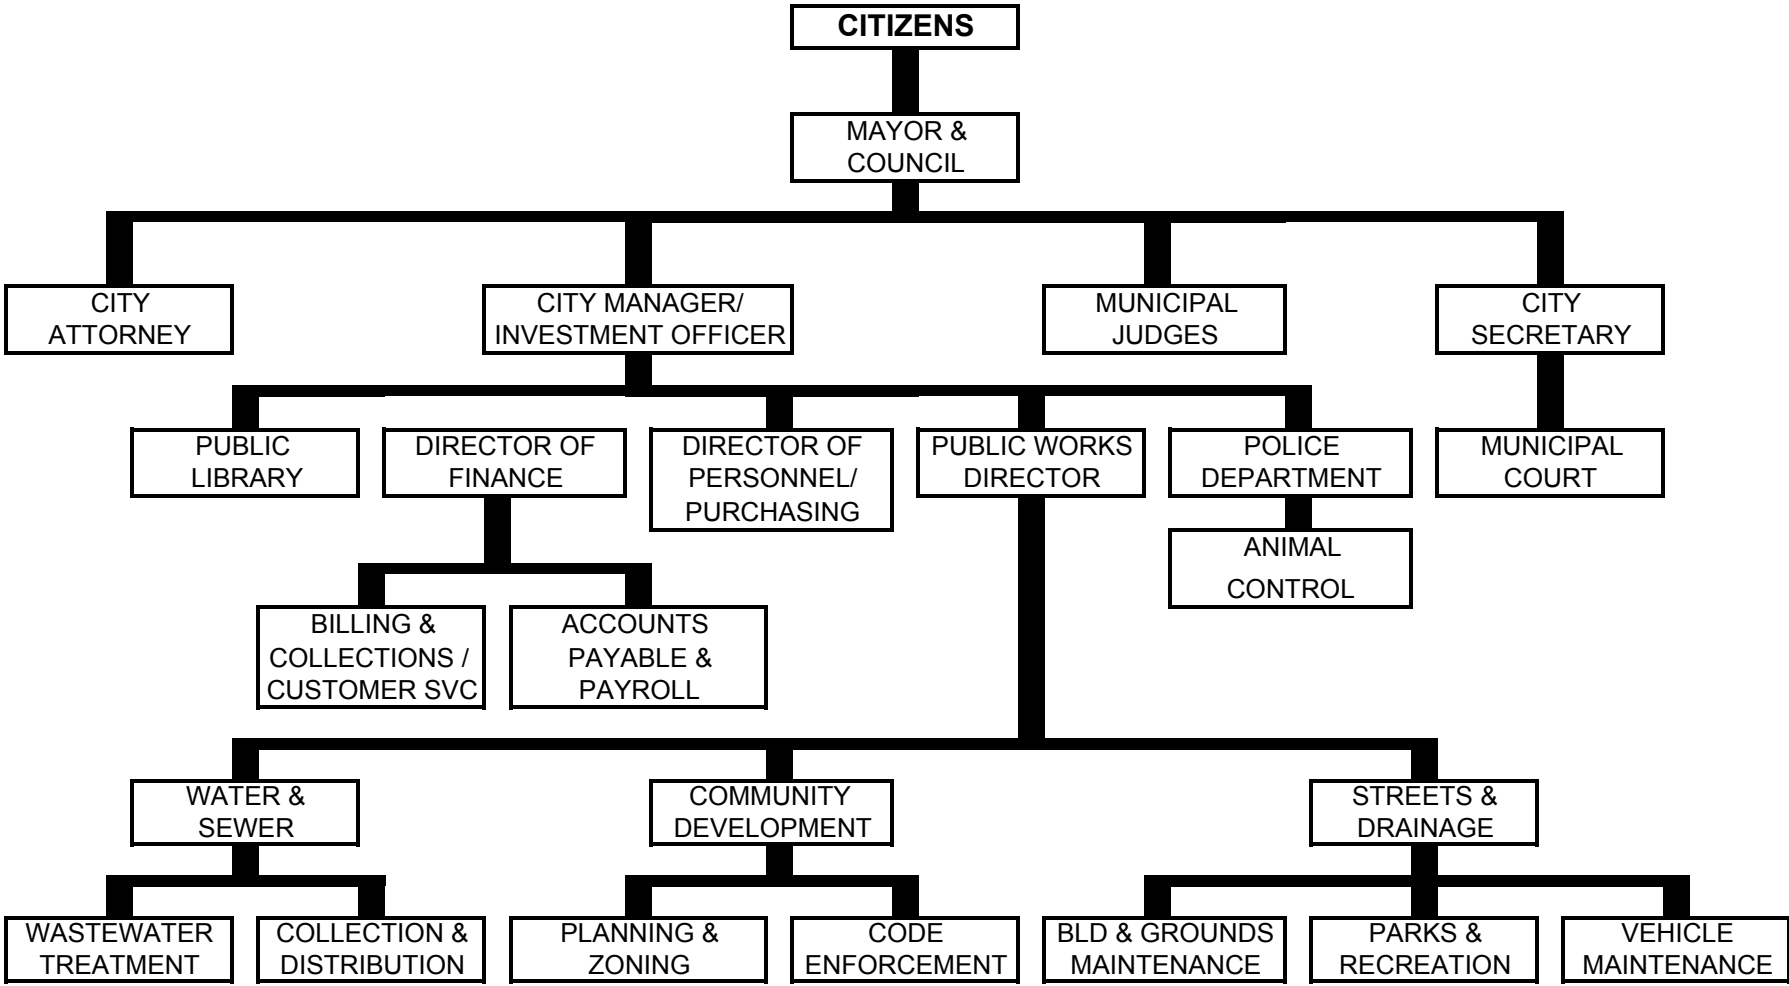 CITIZENS
MAYOR &
COUNCIL
CITY
ATTORNEY
CITY MANAGER/
INVESTMENT OFFICER
MUNICIPAL
JUDGES
CITY
SECRETARY
PUBLIC
LIBRARY
DIRECTOR OF
FINANCE
DIRECTOR OF
PERSONNEL/
PURCHASING
PUBLIC WORKS
DIRECTOR
POLICE
DEPARTMENT
MUNICIPAL
COURT
ANIMAL
CONTROL
BILLING &
COLLECTIONS /
CUSTOMER SVC
ACCOUNTS
PAYABLE &
PAYROLL
WATER &
SEWER
COMMUNITY
DEVELOPMENT
STREETS &
DRAINAGE
WASTEWATER
TREATMENT
COLLECTION &
DISTRIBUTION
PLANNING &
ZONING
CODE
ENFORCEMENT
BLD & GROUNDS
MAINTENANCE
PARKS &
RECREATION
VEHICLE
MAINTENANCE